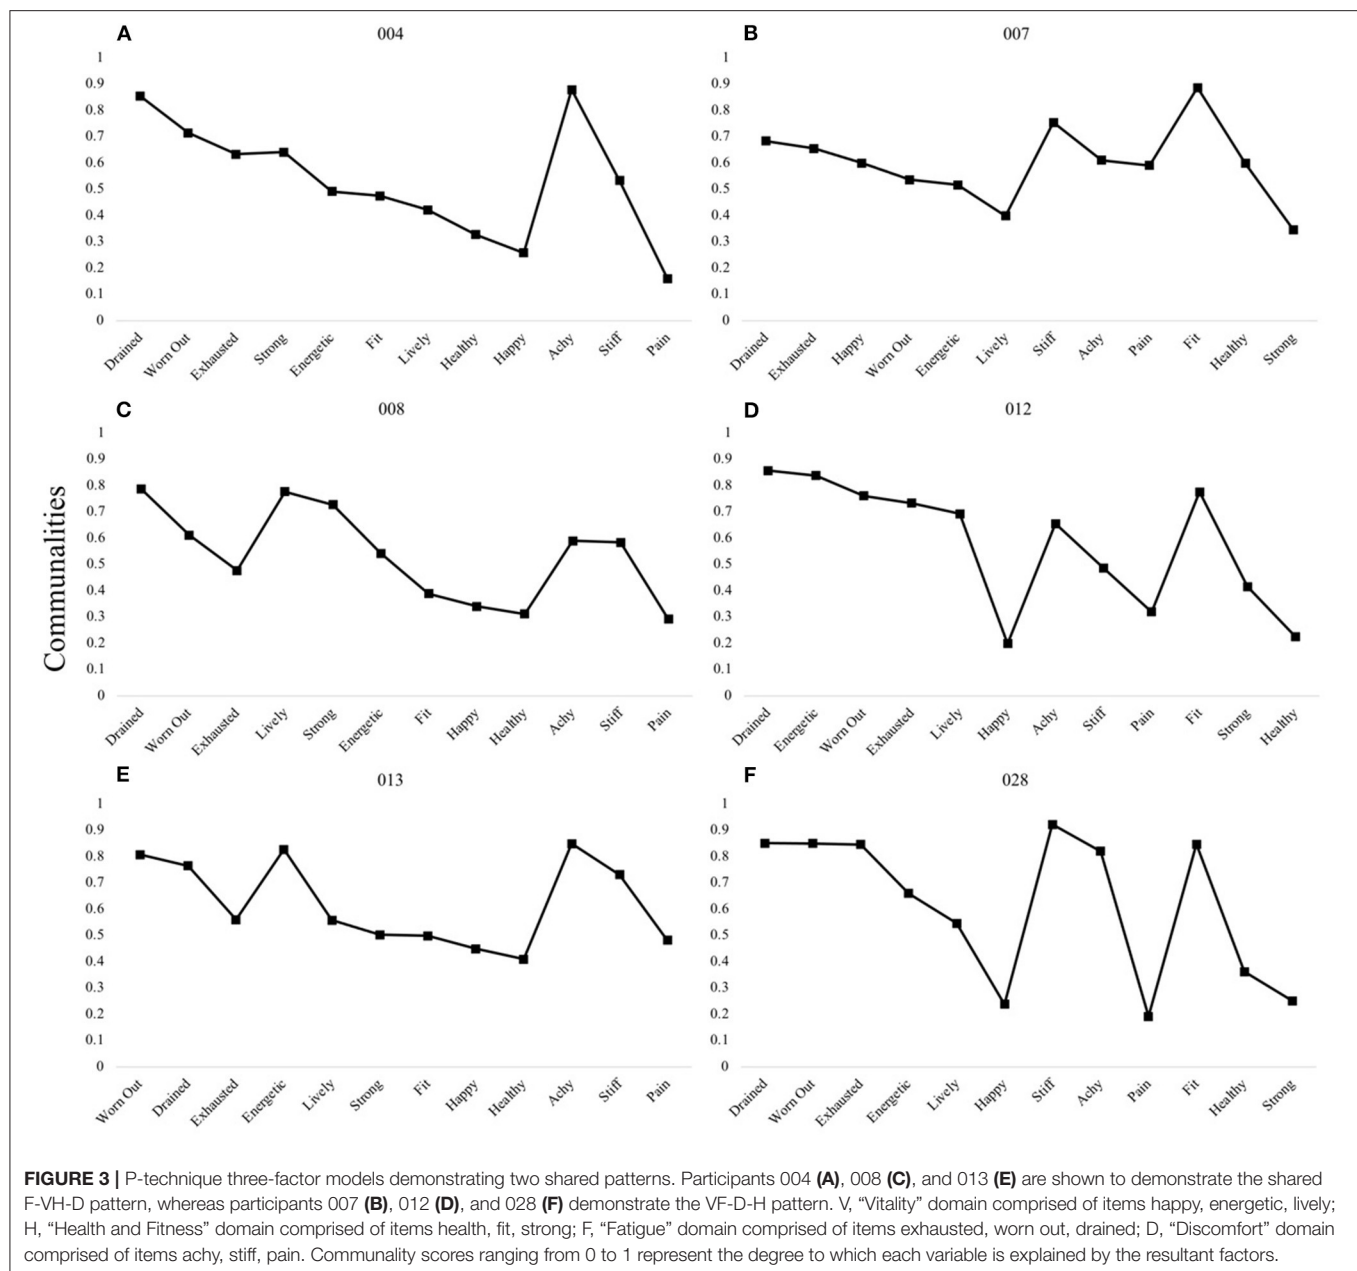 A
004
1
0.9
0.8
0.7
0.6
0.5
0.4
0.3
0.2
0.1
0
Drained
Worn Out
Exhausted
Strong
Energetic
Fit
Lively
Healthy
Happy
Achy
Stiff
Pain
B
007
1
0.9
0.8
0.7
0.6
0.5
0.4
0.3
0.2
0.1
0
Drained
Exhausted
Happy
Worn Out
Energetic
Lively
Stiff
Achy
Pain
Fit
Healthy
Strong
Communalities
C
008
1
0.9
0.8
0.7
0.6
0.5
0.4
0.3
0.2
0.1
0
Drained
Worn Out
Exhausted
Lively
Strong
Energetic
Fit
Happy
Healthy
Achy
Stiff
Pain
D
012
1
0.9
0.8
0.7
0.6
0.5
0.4
0.3
0.2
0.1
0
Drained
Energetic
Worn Out
Exhausted
Lively
Happy
Achy
Stiff
Pain
Fit
Strong
Healthy
E
013
1
0.9
0.8
0.7
0.6
0.5
0.4
0.3
0.2
0.1
0
Worn Out
Drained
Exhausted
Energetic
Lively
Strong
Fit
Happy
Healthy
Achy
Stiff
Pain
F
028
1
0.9
0.8
0.7
0.6
0.5
0.4
0.3
0.2
0.1
0
Drained
Worn Out
Exhausted
Energetic
Lively
Happy
Stiff
Achy
Pain
Fit
Healthy
Strong
FIGURE 3 | P-technique three-factor models demonstrating two shared patterns. Participants 004 (A), 008 (C), and 013 (E) are shown to demonstrate the shared
F-VH-D pattern, whereas participants 007 (B), 012 (D), and 028 (F) demonstrate the VF-D-H pattern. V, “Vitality” domain comprised of items happy, energetic, lively;
H, “Health and Fitness” domain comprised of items health, fit, strong; F, “Fatigue” domain comprised of items exhausted, worn out, drained; D, “Discomfort” domain
comprised of items achy, stiff, pain. Communality scores ranging from 0 to 1 represent the degree to which each variable is explained by the resultant factors.